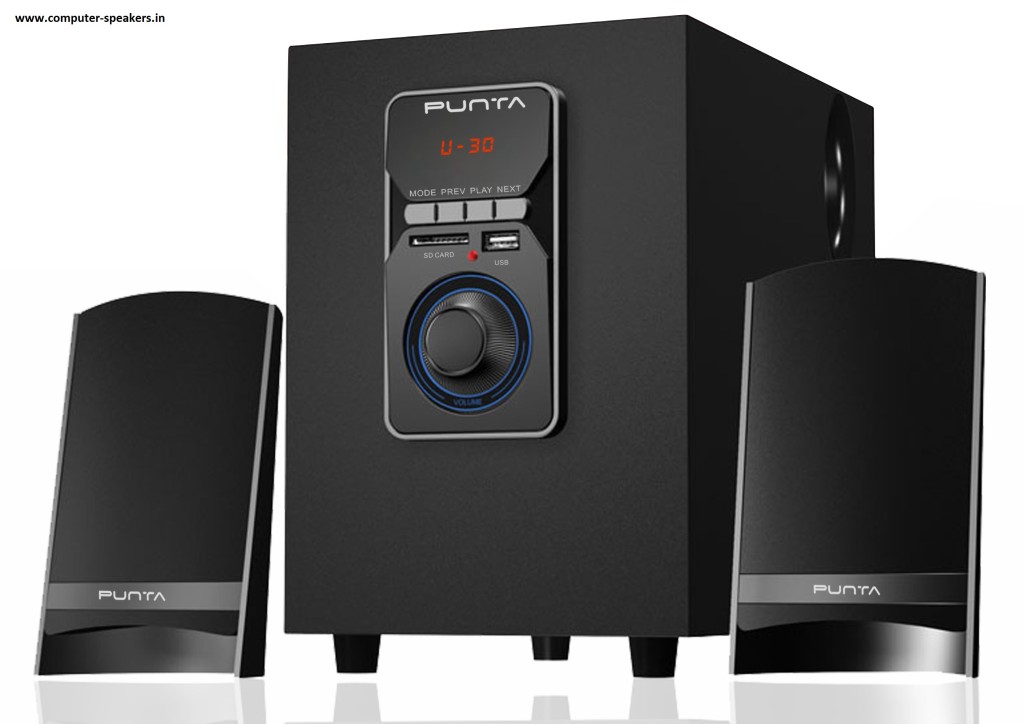 www.computer-speakers.in
PUNTA
U-30
MODE PREV PLAY NEXT
SD CARD
USB
VOLUME
PUNTA
PUNTA